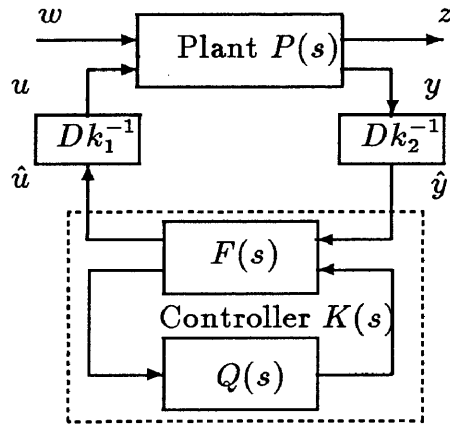 w
z
Plant P(s)
u
y
Dk₁⁻¹
Dk₂⁻¹
û
ŷ
F(s)
Controller K(s)
Q(s)